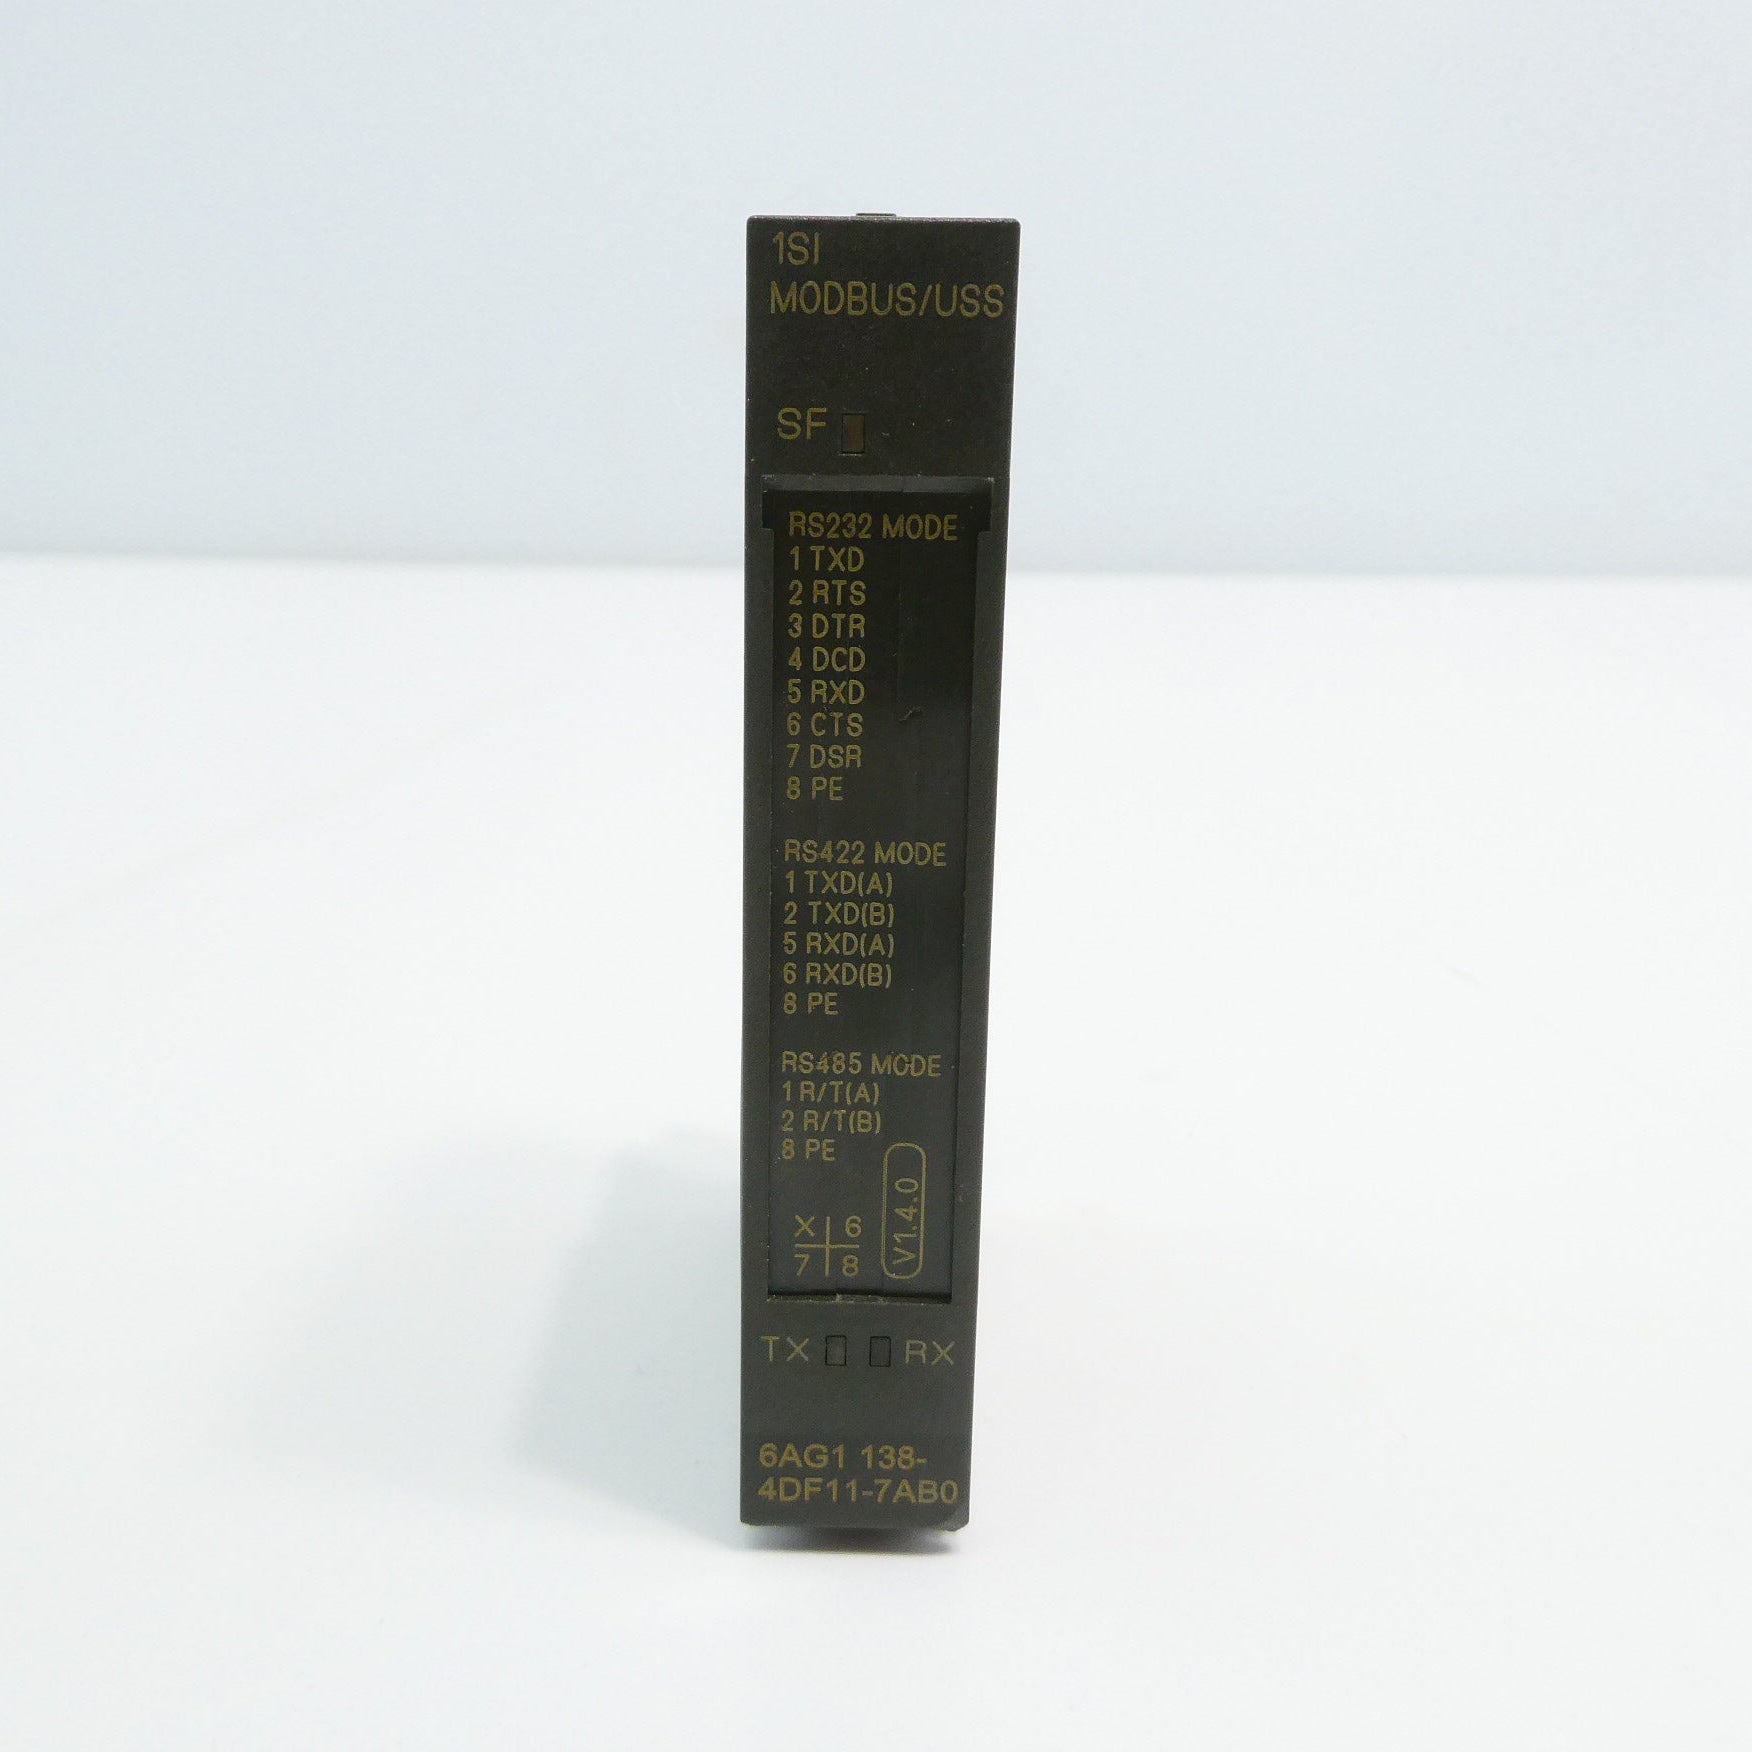 1SI
MODBUS/USS
SF
RS232 MODE
1 TXD
2 RTS
3 DTR
4 DCD
5 RXD
6 CTS
7 DSR
8 PE
RS422 MODE
1 TXD(A)
2 TXD(B)
5 RXD(A)
6 RXD(B)
8 PE
RS485 MODE
1 R/T(A)
2 R/T(B)
8 PE
X 6
7 8
V1.4.0
TX RX
6AG1 138-
4DF11-7AB0